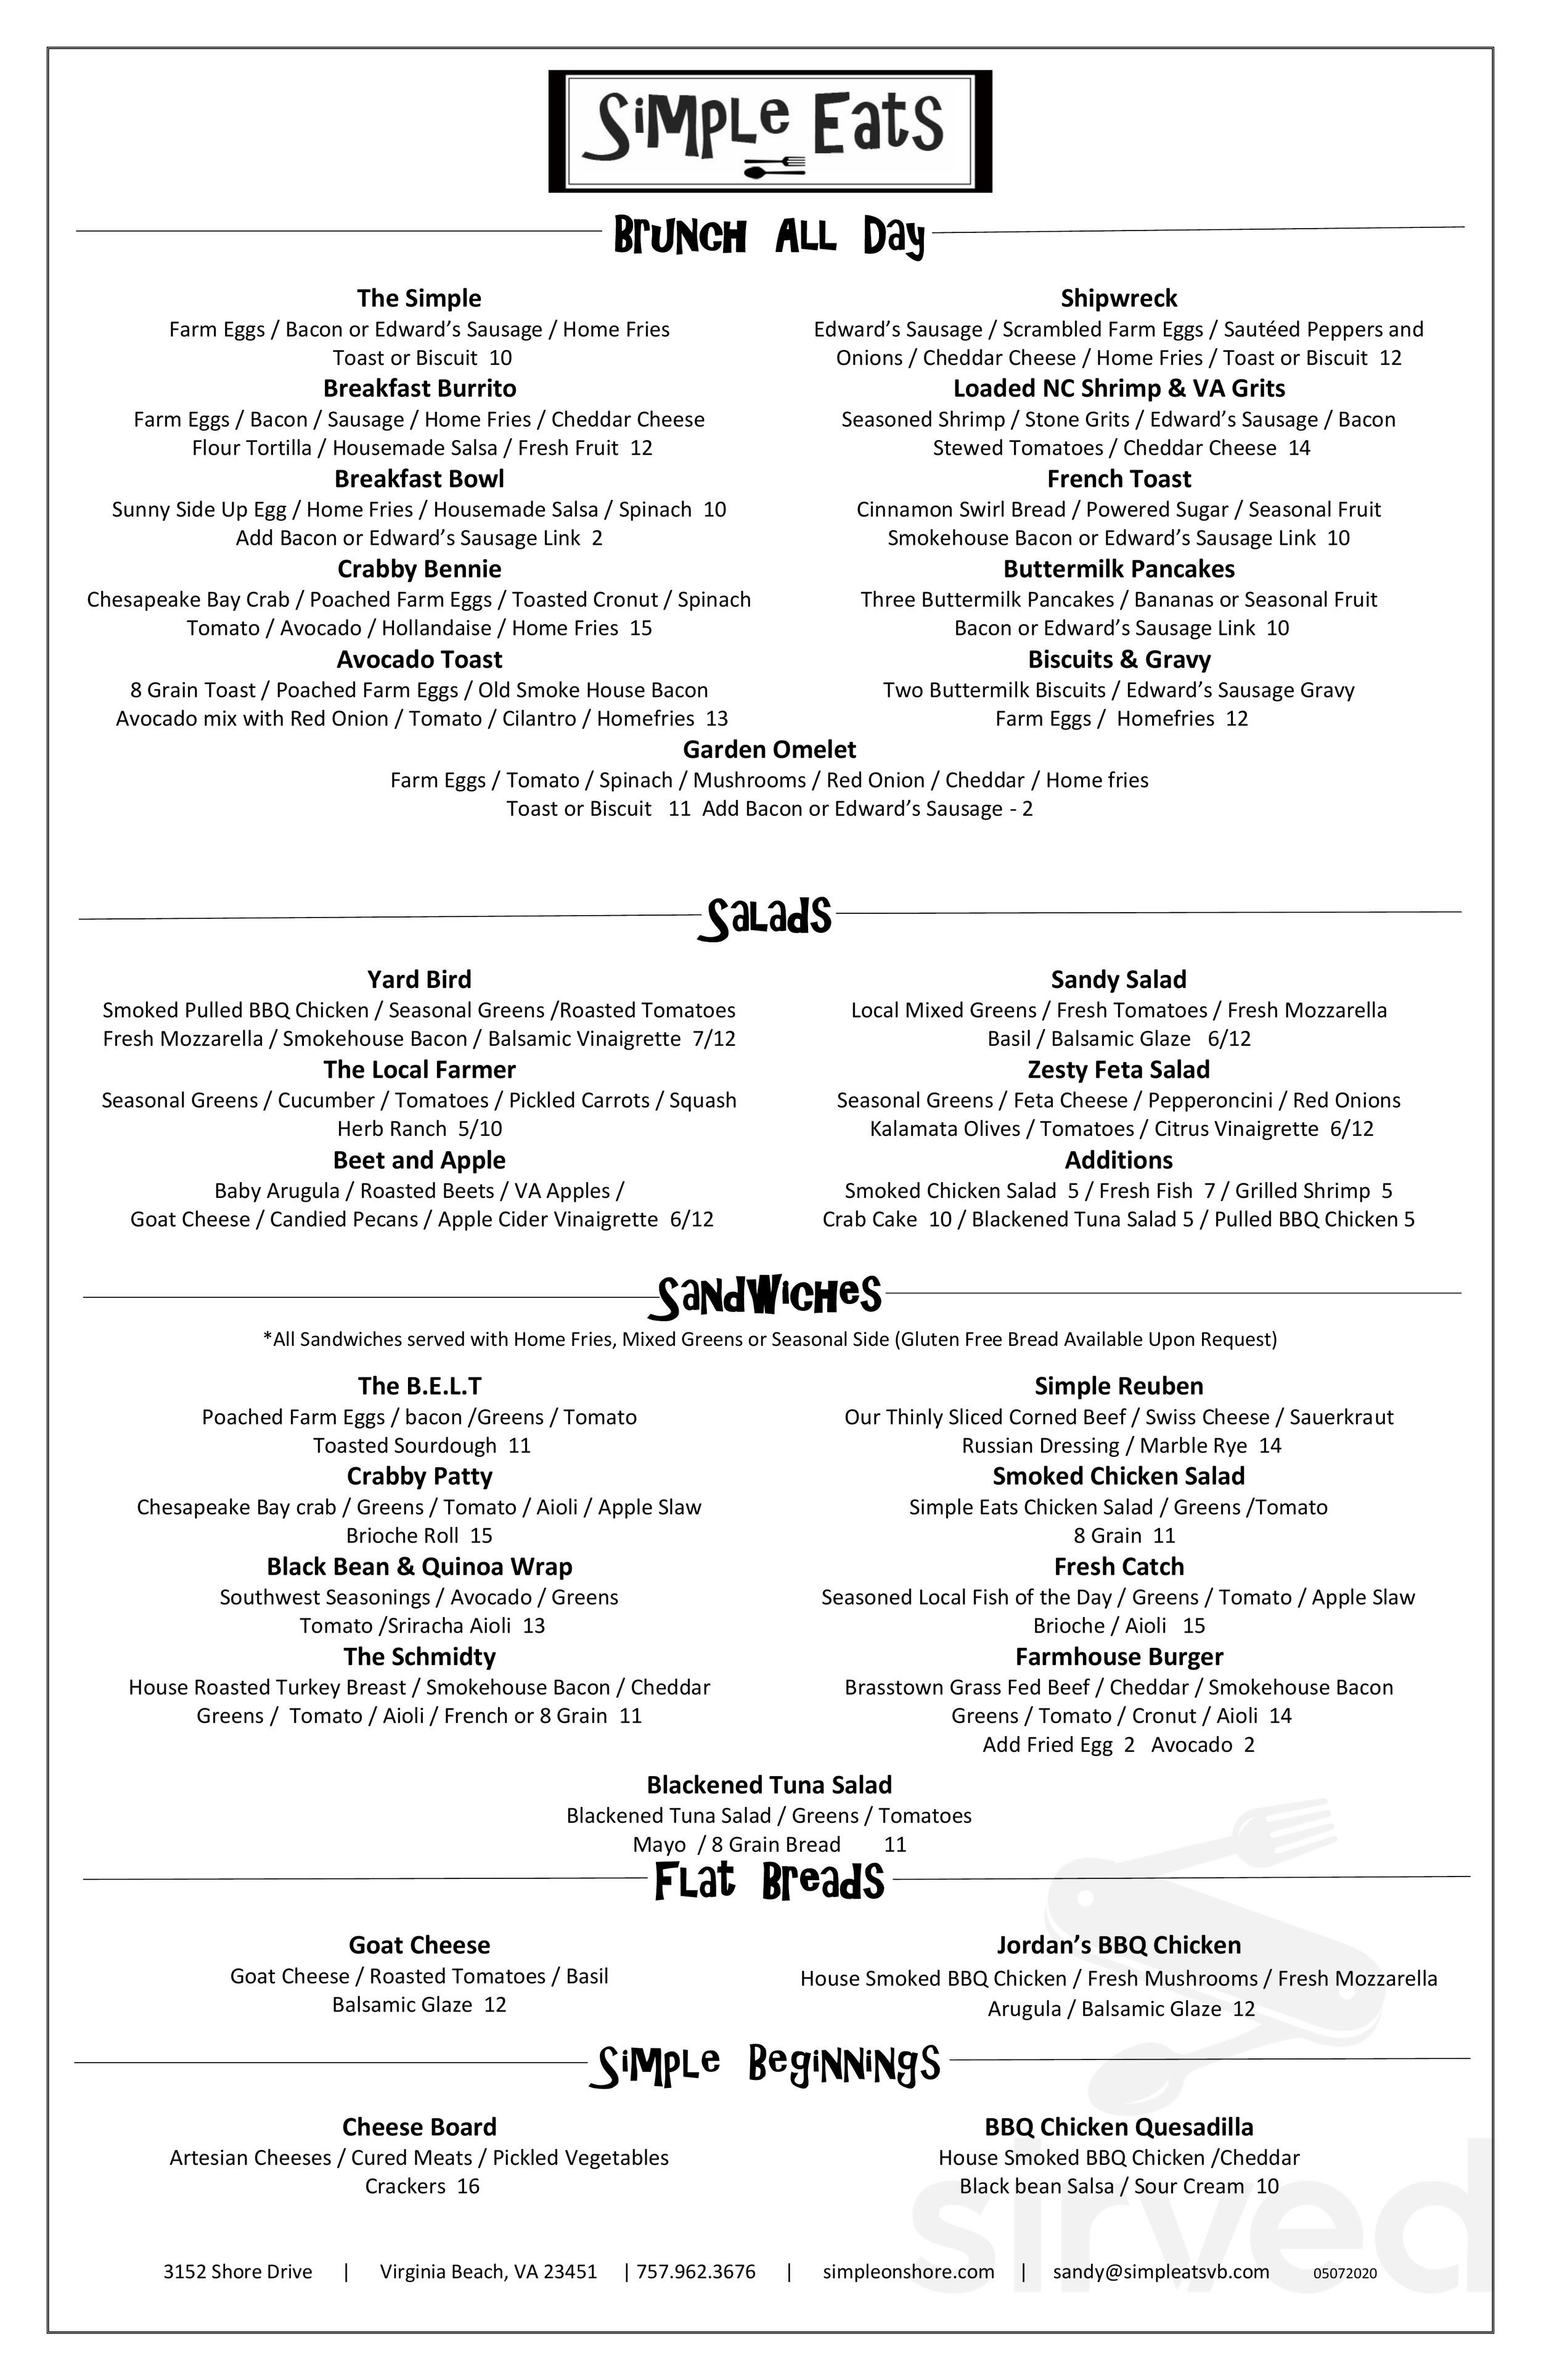 Simple Eats
Brunch All Day
The Simple
Farm Eggs / Bacon or Edward’s Sausage / Home Fries
Toast or Biscuit 10
Breakfast Burrito
Farm Eggs / Bacon / Sausage / Home Fries / Cheddar Cheese
Flour Tortilla / Housemade Salsa / Fresh Fruit 12
Breakfast Bowl
Sunny Side Up Egg / Home Fries / Housemade Salsa / Spinach 10
Add Bacon or Edward’s Sausage Link 2
Crabby Bennie
Chesapeake Bay Crab / Poached Farm Eggs / Toasted Cronut / Spinach
Tomato / Avocado / Hollandaise / Home Fries 15
Avocado Toast
8 Grain Toast / Poached Farm Eggs / Old Smoke House Bacon
Avocado mix with Red Onion / Tomato / Cilantro / Homefries 13
Shipwreck
Edward’s Sausage / Scrambled Farm Eggs / Sautéed Peppers and
Onions / Cheddar Cheese / Home Fries / Toast or Biscuit 12
Loaded NC Shrimp & VA Grits
Seasoned Shrimp / Stone Grits / Edward’s Sausage / Bacon
Stewed Tomatoes / Cheddar Cheese 14
French Toast
Cinnamon Swirl Bread / Powered Sugar / Seasonal Fruit
Smokehouse Bacon or Edward’s Sausage Link 10
Buttermilk Pancakes
Three Buttermilk Pancakes / Bananas or Seasonal Fruit
Bacon or Edward’s Sausage Link 10
Biscuits & Gravy
Two Buttermilk Biscuits / Edward’s Sausage Gravy
Farm Eggs / Homefries 12
Garden Omelet
Farm Eggs / Tomato / Spinach / Mushrooms / Red Onion / Cheddar / Home fries
Toast or Biscuit 11 Add Bacon or Edward’s Sausage - 2
Salads
Yard Bird
Smoked Pulled BBQ Chicken / Seasonal Greens /Roasted Tomatoes
Fresh Mozzarella / Smokehouse Bacon / Balsamic Vinaigrette 7/12
The Local Farmer
Seasonal Greens / Cucumber / Tomatoes / Pickled Carrots / Squash
Herb Ranch 5/10
Beet and Apple
Baby Arugula / Roasted Beets / VA Apples /
Goat Cheese / Candied Pecans / Apple Cider Vinaigrette 6/12
Sandy Salad
Local Mixed Greens / Fresh Tomatoes / Fresh Mozzarella
Basil / Balsamic Glaze 6/12
Zesty Feta Salad
Seasonal Greens / Feta Cheese / Pepperoncini / Red Onions
Kalamata Olives / Tomatoes / Citrus Vinaigrette 6/12
Additions
Smoked Chicken Salad 5 / Fresh Fish 7 / Grilled Shrimp 5
Crab Cake 10 / Blackened Tuna Salad 5 / Pulled BBQ Chicken 5
Sandwiches
*All Sandwiches served with Home Fries, Mixed Greens or Seasonal Side (Gluten Free Bread Available Upon Request)
The B.E.L.T
Poached Farm Eggs / bacon /Greens / Tomato
Toasted Sourdough 11
Crabby Patty
Chesapeake Bay crab / Greens / Tomato / Aioli / Apple Slaw
Brioche Roll 15
Black Bean & Quinoa Wrap
Southwest Seasonings / Avocado / Greens
Tomato /Sriracha Aioli 13
The Schmidty
House Roasted Turkey Breast / Smokehouse Bacon / Cheddar
Greens / Tomato / Aioli / French or 8 Grain 11
Simple Reuben
Our Thinly Sliced Corned Beef / Swiss Cheese / Sauerkraut
Russian Dressing / Marble Rye 14
Smoked Chicken Salad
Simple Eats Chicken Salad / Greens /Tomato
8 Grain 11
Fresh Catch
Seasoned Local Fish of the Day / Greens / Tomato / Apple Slaw
Brioche / Aioli 15
Farmhouse Burger
Brasstown Grass Fed Beef / Cheddar / Smokehouse Bacon
Greens / Tomato / Cronut / Aioli 14
Add Fried Egg 2 Avocado 2
Blackened Tuna Salad
Blackened Tuna Salad / Greens / Tomatoes
Mayo / 8 Grain Bread 11
Flat Breads
Goat Cheese
Goat Cheese / Roasted Tomatoes / Basil
Balsamic Glaze 12
Jordan’s BBQ Chicken
House Smoked BBQ Chicken / Fresh Mushrooms / Fresh Mozzarella
Arugula / Balsamic Glaze 12
Simple Beginnings
Cheese Board
Artesian Cheeses / Cured Meats / Pickled Vegetables
Crackers 16
BBQ Chicken Quesadilla
House Smoked BBQ Chicken /Cheddar
Black bean Salsa / Sour Cream 10
sirved
3152 Shore Drive | Virginia Beach, VA 23451 | 757.962.3676 | simpleonshore.com | sandy@simpleatsvb.com 05072020